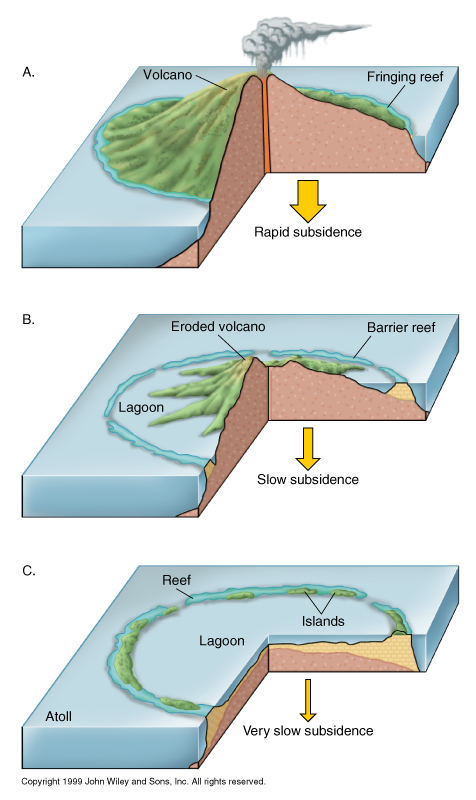 A.
Volcano
Fringing reef
Rapid subsidence
B.
Eroded volcano
Barrier reef
Lagoon
Slow subsidence
C.
Reef
Islands
Lagoon
Atoll
Very slow subsidence
Copyright 1999 John Wiley and Sons, Inc. All rights reserved.